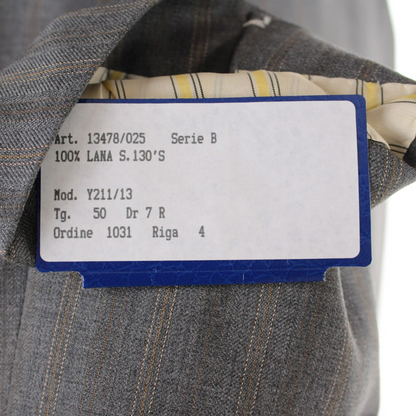 Art. 13478/025 Serie B
100% LANA S.130'S
Mod. Y211/13
Tg. 50 Dr 7 R
Ordine 1031 Riga 4